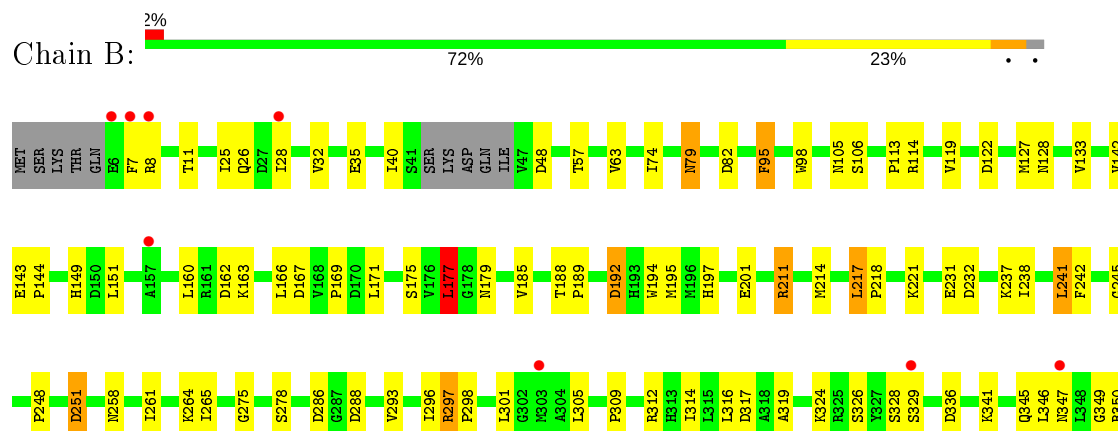 2%
Chain B:
72% 23% • •
MET SER LYS THR GLN E6 F7 R8 T11 I25 Q26 D27 I28 V32 E35 I40 S41 SER LYS ASP GLN ILE V47 D48 T57 V63 I74 N79 D82 F95 W98 N105 S106 P113 R114 V119 D122 M127 N128 V133 V142
E143 P144 H149 D150 L151 A157 L160 R161 D162 K163 L166 D167 V168 P169 D170 L171 S175 V176 L177 G178 N179 V185 T188 P189 D192 H193 W194 M195 M196 H197 E201 R211 M214 L217 P218 K221 E231 D232 K237 I238 L241 F242 G245
P248 D251 N258 I261 K264 I265 G275 S278 D286 G287 D288 V293 I296 R297 P298 L301 G302 M303 A304 L305 P309 R312 H313 I314 L315 L316 D317 A318 A319 K324 R325 S326 Y327 S328 S329 D336 K341 Q345 L346 N347 L348 G349 R350